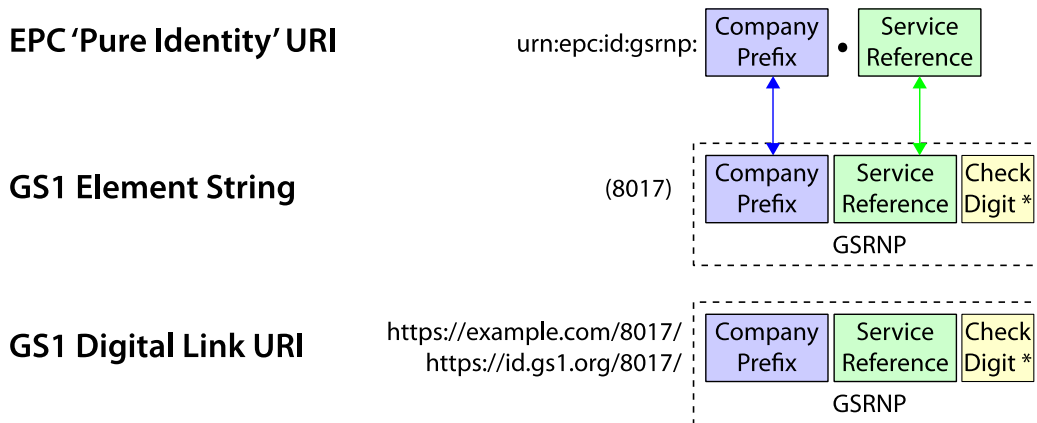 EPC ‘Pure Identity’ URI
urn:epc:id:gsrnp:
Company
Prefix
•
Service
Reference
GS1 Element String
(8017)
Company
Prefix
Service
Reference
Check
Digit *
GSRNP
GS1 Digital Link URI
https://example.com/8017/
https://id.gs1.org/8017/
Company
Prefix
Service
Reference
Check
Digit *
GSRNP